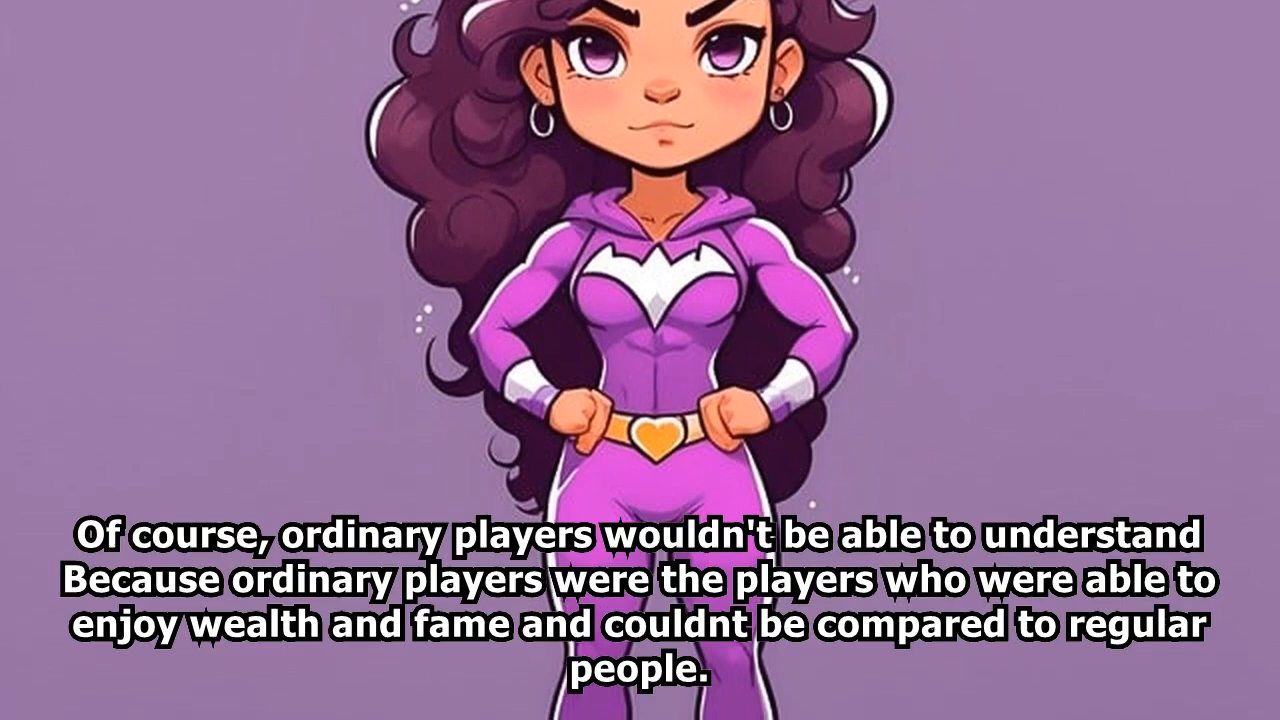 Of course, ordinary players wouldn't be able to understand
Because ordinary players were the players who were able to
enjoy wealth and fame and couldnt be compared to regular
people.